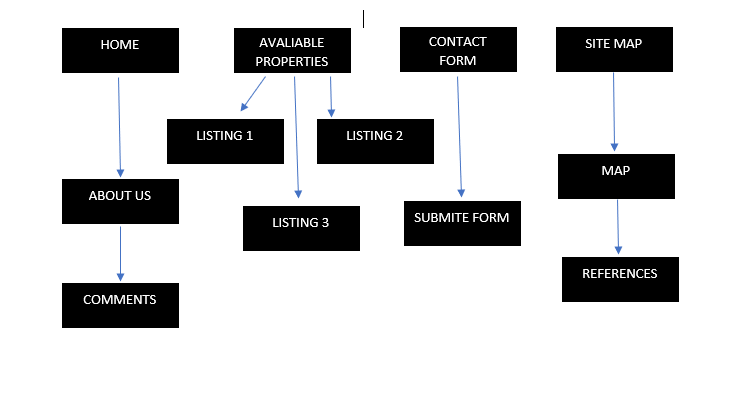 HOME
AVALIABLE
PROPERTIES
CONTACT
FORM
SITE MAP
LISTING 1
LISTING 2
MAP
ABOUT US
LISTING 3
SUBMITE FORM
REFERENCES
COMMENTS